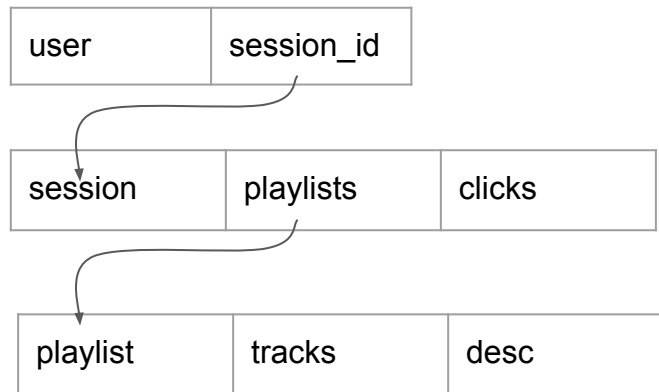 user session_id
session playlists clicks
playlist tracks desc